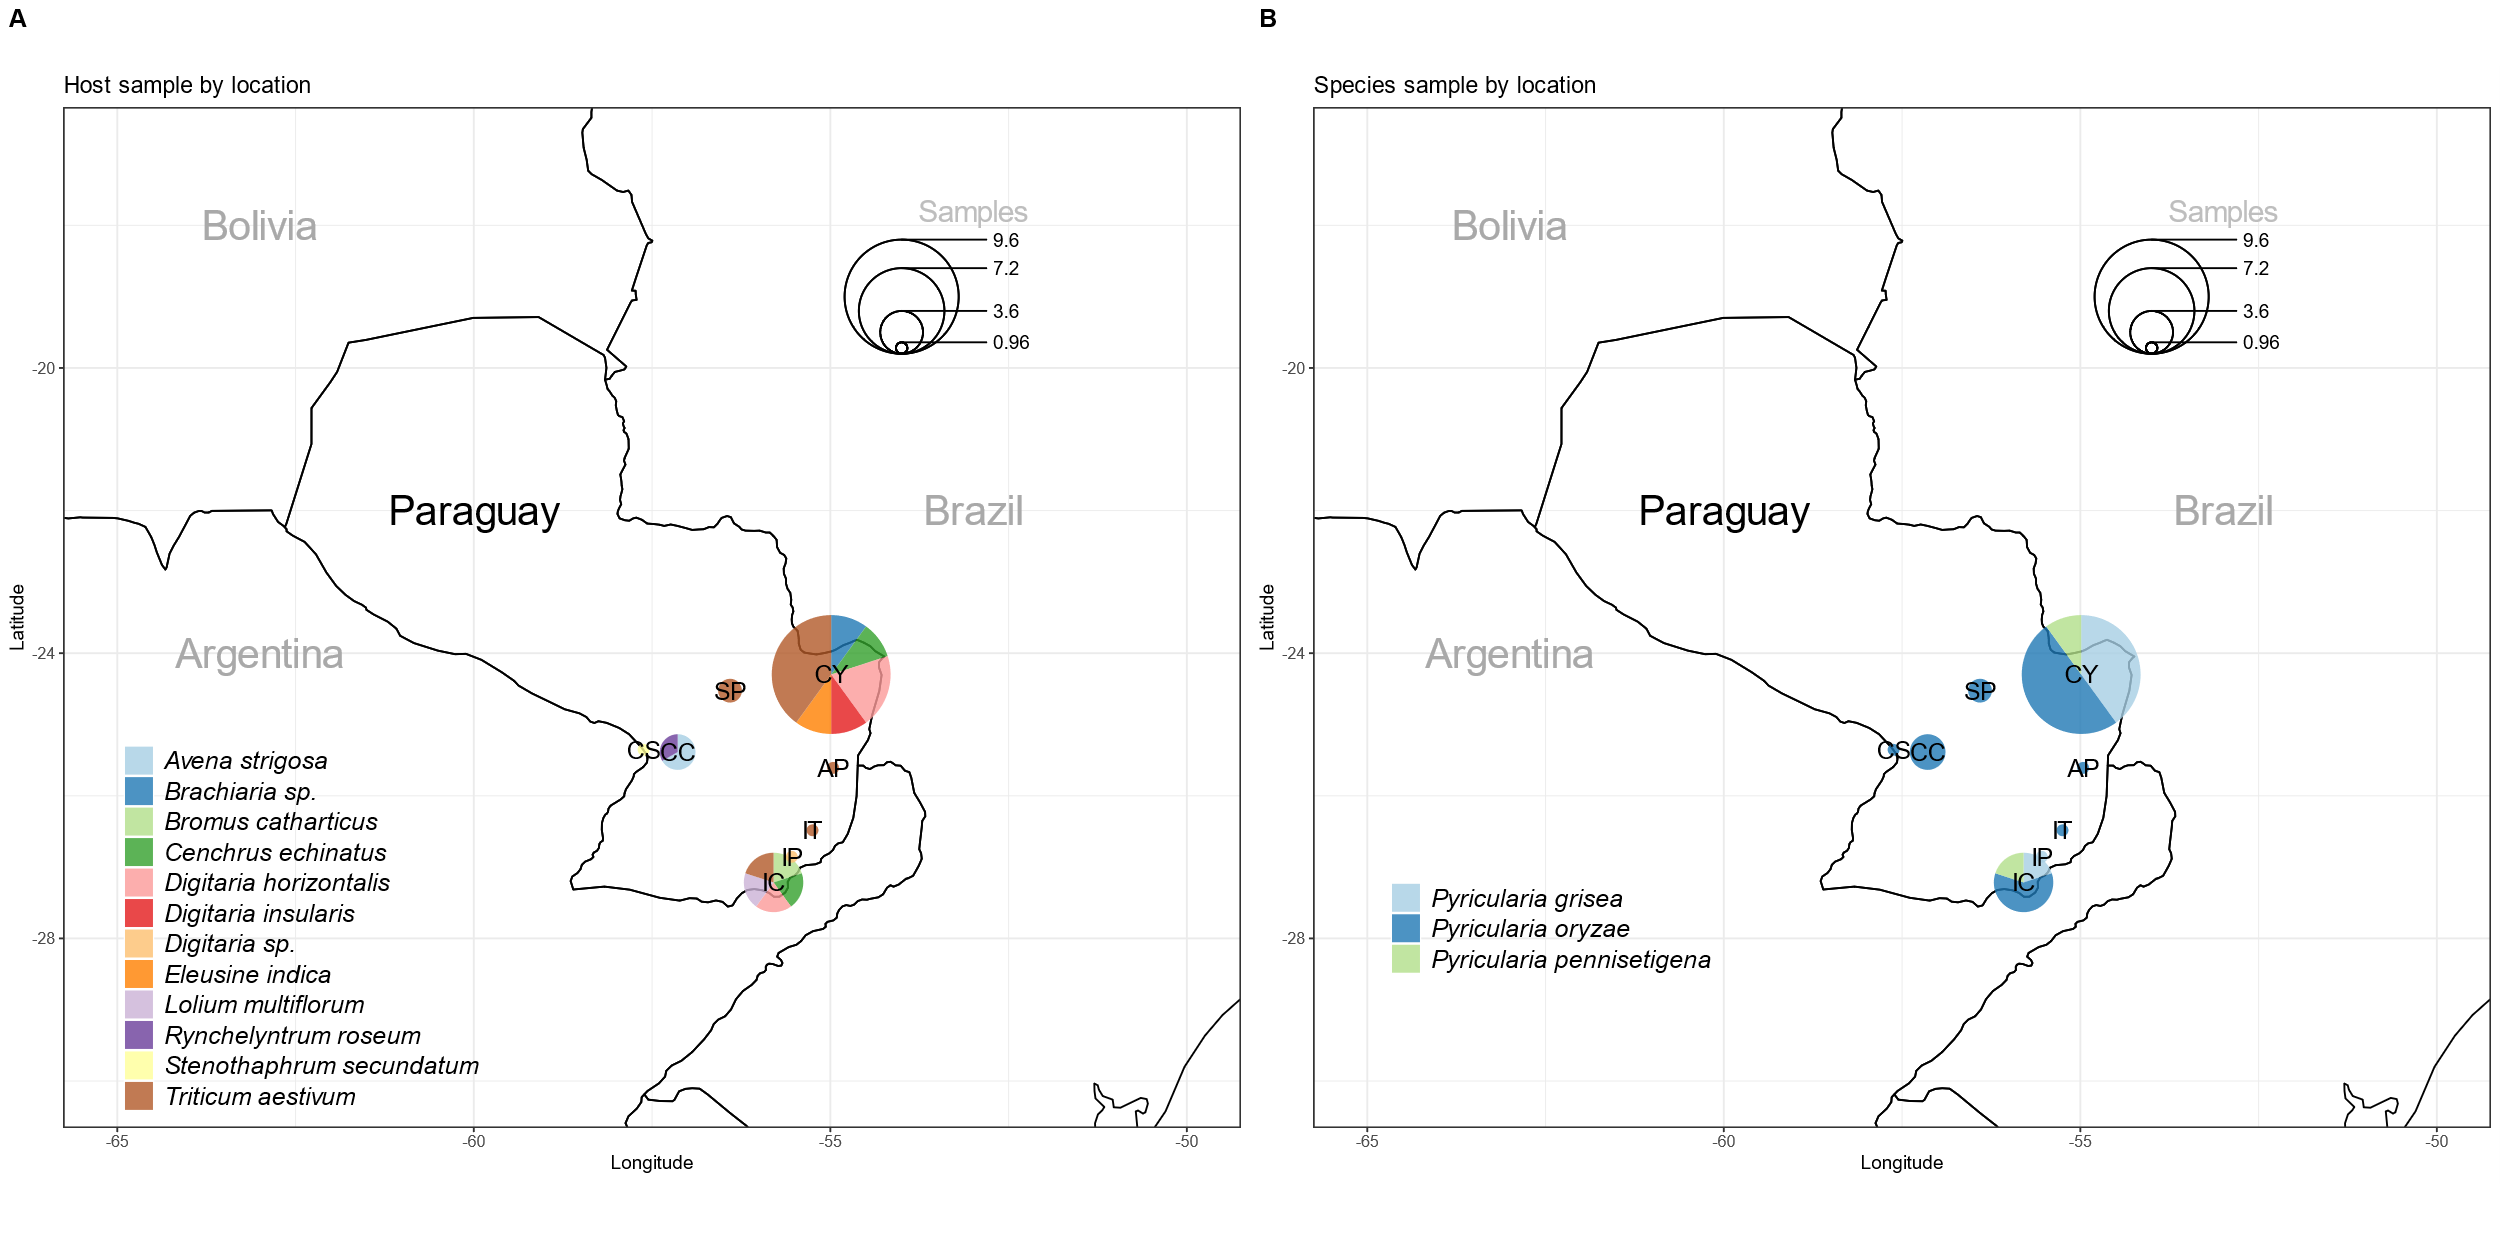 A
Host sample by location
Bolivia
Samples
9.6
7.2
3.6
0.96
Paraguay
Brazil
Argentina
CY
SP
CS
CC
AP
IT
IP
IC
Avena strigosa
Brachiaria sp.
Bromus catharticus
Cenchrus echinatus
Digitaria horizontalis
Digitaria insularis
Digitaria sp.
Eleusine indica
Lolium multiflorum
Rynchelyntrum roseum
Stenothaphrum secundatum
Triticum aestivum
-20
-24
-28
Latitude
-65
-60
-55
-50
Longitude
B
Species sample by location
Bolivia
Samples
9.6
7.2
3.6
0.96
Paraguay
Brazil
Argentina
CY
SP
CS
CC
AP
IT
IP
IC
Pyricularia grisea
Pyricularia oryzae
Pyricularia pennisetigena
-20
-24
-28
Latitude
-65
-60
-55
-50
Longitude